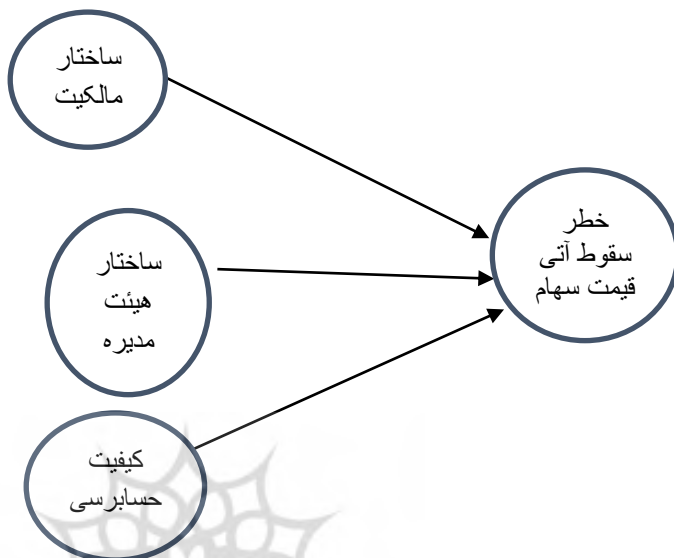 ساختار
مالکیت
خطر
سقوط آتی
قیمت سهام
ساختار
هیئت
مدیره
کیفیت
حسابرسی